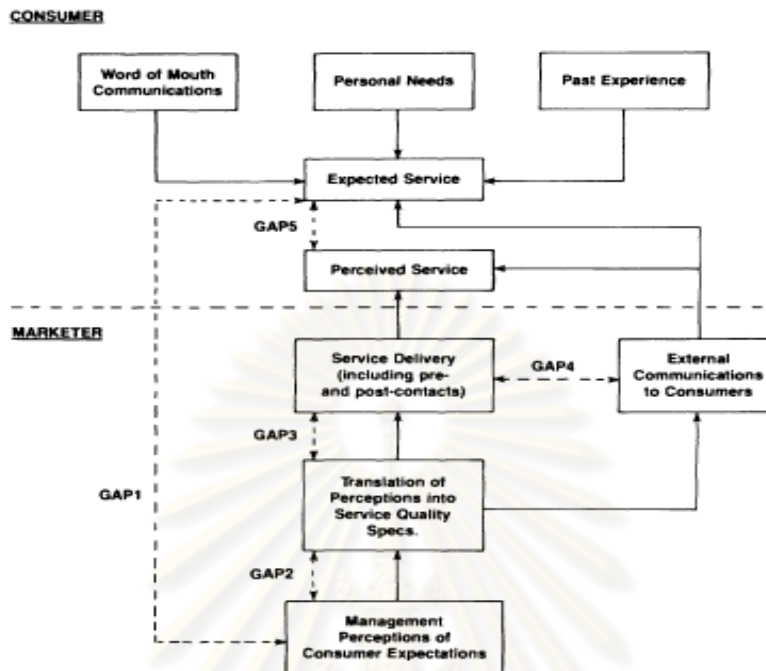 CONSUMER
Word of Mouth
Communications
Personal Needs
Past Experience
Expected Service
GAP5
Perceived Service
MARKETER
Service Delivery
(including pre-
and post-contacts)
GAP4
External
Communications
to Consumers
GAP3
GAP1
Translation of
Perceptions into
Service Quality
Specs.
GAP2
Management
Perceptions of
Consumer Expectations